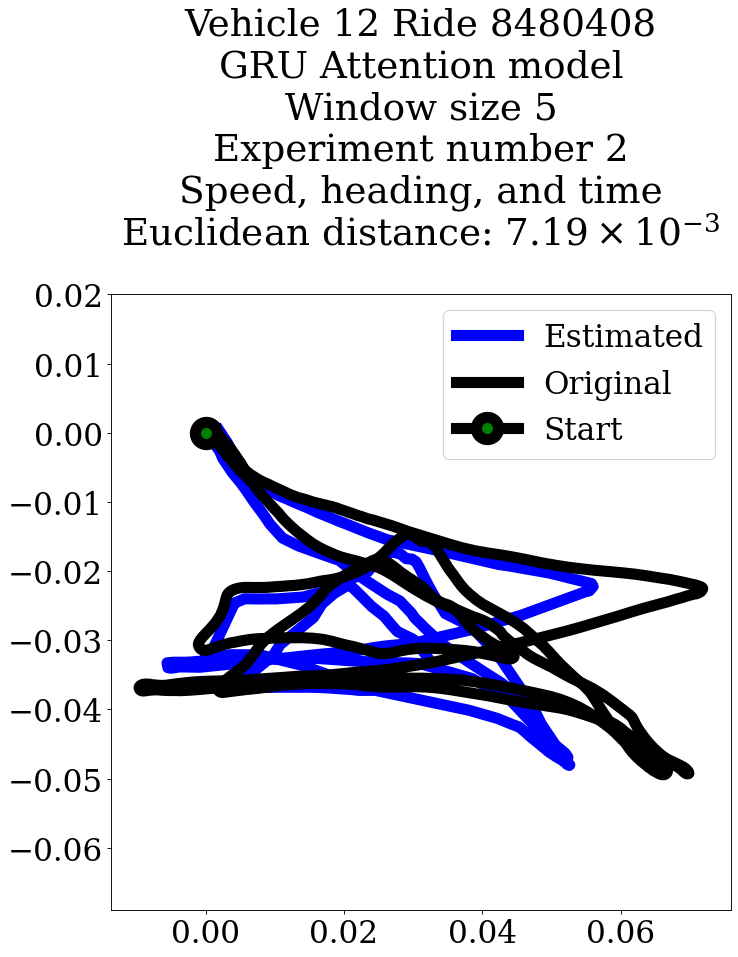 Vehicle 12 Ride 8480408
GRU Attention model
Window size 5
Experiment number 2
Speed, heading, and time
Euclidean distance: 7.19 × 10⁻³
0.02
0.01
0.00
−0.01
−0.02
−0.03
−0.04
−0.05
−0.06
Estimated
Original
Start
0.00 0.02 0.04 0.06